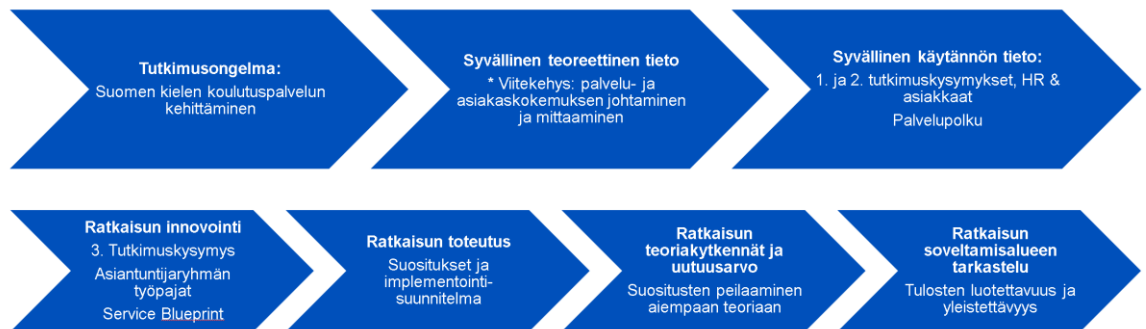 Tutkimusongelma:
Suomen kielen koulutuspalvelun
kehittäminen
Syvällinen teoreettinen tieto
* Viitekehys: palvelu- ja
asiakaskokemuksen johtaminen
ja mittaaminen
Syvällinen käytännön tieto:
1. ja 2. tutkimuskysymykset, HR &
asiakkaat
Palvelupolku
Ratkaisun innovointi
3. Tutkimuskysymys
Asiantuntijaryhmän
työpajat
Service Blueprint
Ratkaisun toteutus
Suositukset ja
implementointi-
suunnitelma
Ratkaisun
teoriakytkennät ja
uutuusarvo
Suositusten peilaaminen
aiempaan teoriaan
Ratkaisun
soveltamisalueen
tarkastelu
Tulosten luotettavuus ja
yleistettävyys